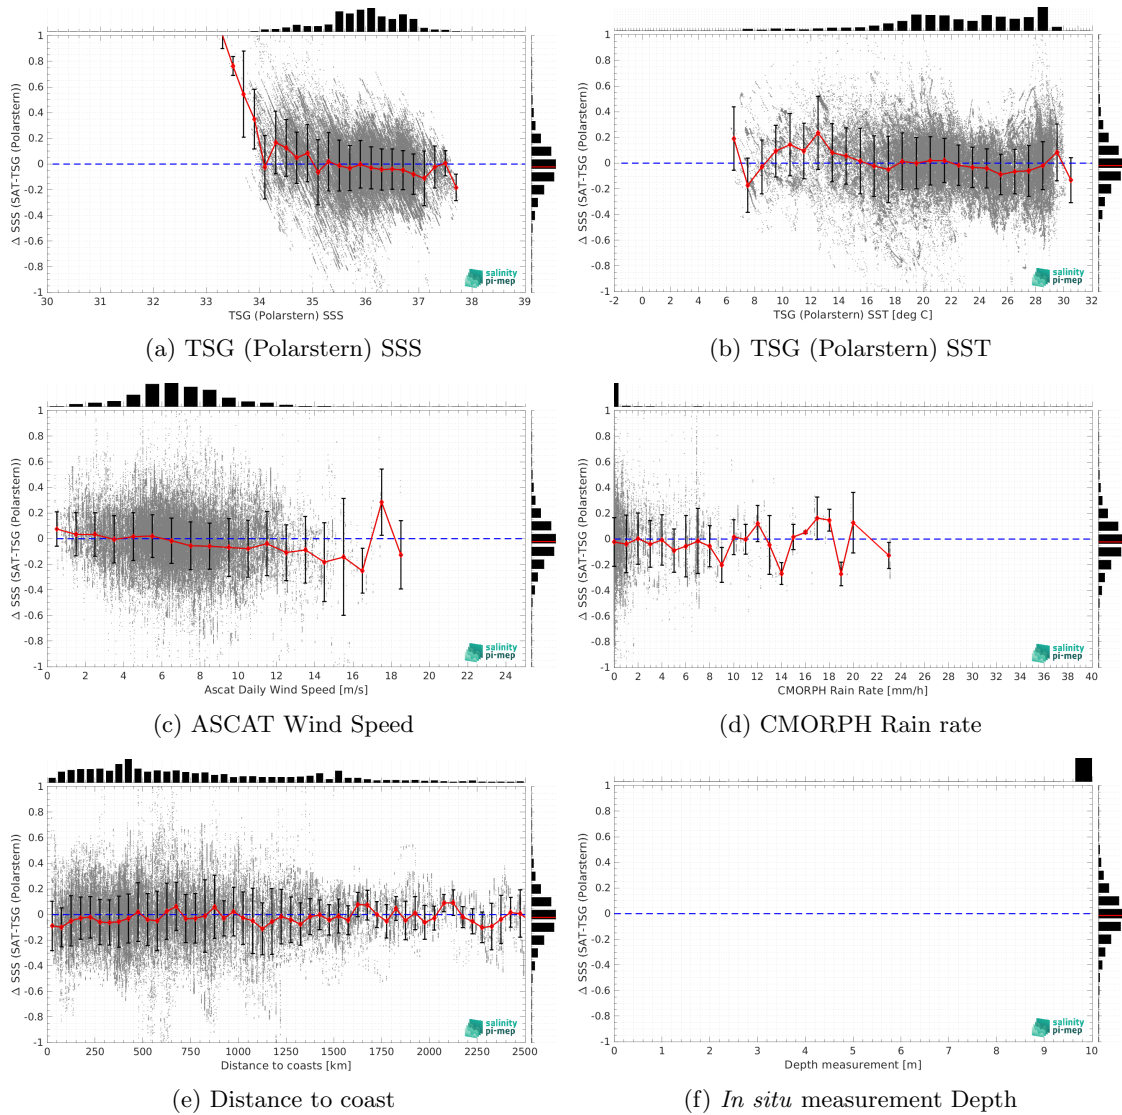 Δ SSS (SAT-TSG (Polarstern))
1
0.8
0.6
0.4
0.2
0
-0.2
-0.4
-0.6
-0.8
-1
30 31 32 33 34 35 36 37 38 39
TSG (Polarstern) SSS
salinity
pi-mep
(a) TSG (Polarstern) SSS
Δ SSS (SAT-TSG (Polarstern))
1
0.8
0.6
0.4
0.2
0
-0.2
-0.4
-0.6
-0.8
-1
-2 0 2 4 6 8 10 12 14 16 18 20 22 24 26 28 30 32
TSG (Polarstern) SST [deg C]
salinity
pi-mep
(b) TSG (Polarstern) SST
Δ SSS (SAT-TSG (Polarstern))
1
0.8
0.6
0.4
0.2
0
-0.2
-0.4
-0.6
-0.8
-1
0 2 4 6 8 10 12 14 16 18 20 22 24
Ascat Daily Wind Speed [m/s]
salinity
pi-mep
(c) ASCAT Wind Speed
Δ SSS (SAT-TSG (Polarstern))
1
0.8
0.6
0.4
0.2
0
-0.2
-0.4
-0.6
-0.8
-1
0 2 4 6 8 10 12 14 16 18 20 22 24 26 28 30 32 34 36 38 40
CMORPH Rain Rate [mm/h]
salinity
pi-mep
(d) CMORPH Rain rate
Δ SSS (SAT-TSG (Polarstern))
1
0.8
0.6
0.4
0.2
0
-0.2
-0.4
-0.6
-0.8
-1
0 250 500 750 1000 1250 1500 1750 2000 2250 2500
Distance to coasts [km]
salinity
pi-mep
(e) Distance to coast
Δ SSS (SAT-TSG (Polarstern))
1
0.8
0.6
0.4
0.2
0
-0.2
-0.4
-0.6
-0.8
-1
0 1 2 3 4 5 6 7 8 9 10
Depth measurement [m]
salinity
pi-mep
(f) In situ measurement Depth